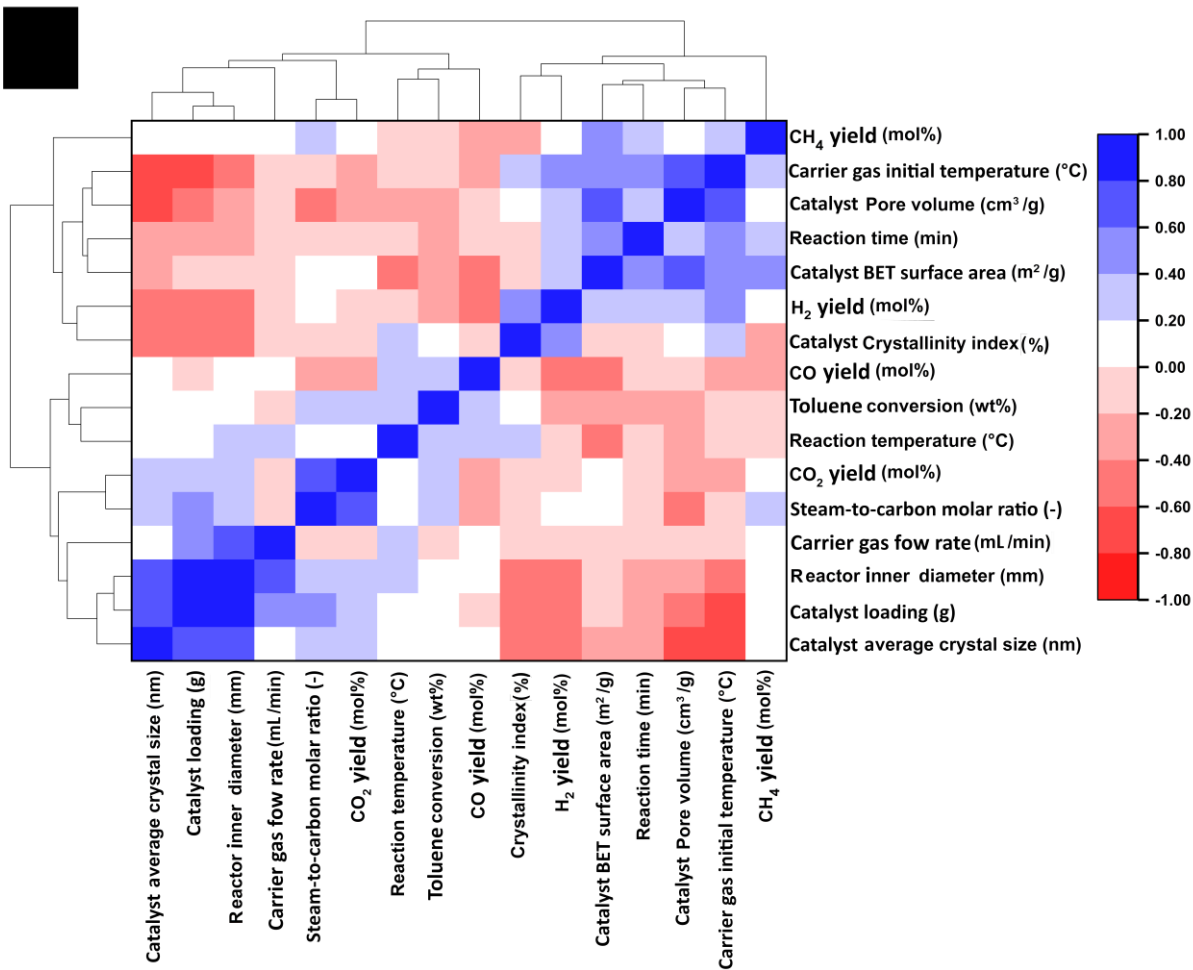 CH4 yield (mol%)
Carrier gas initial temperature (°C)
Catalyst Pore volume (cm³/g)
Reaction time (min)
Catalyst BET surface area (m²/g)
H2 yield (mol%)
Catalyst Crystallinity index(%)
CO yield (mol%)
Toluene conversion (wt%)
Reaction temperature (°C)
CO2 yield (mol%)
Steam-to-carbon molar ratio (-)
Carrier gas fow rate (mL/min)
Reactor inner diameter (mm)
Catalyst loading (g)
Catalyst average crystal size (nm)
1.00
0.80
0.60
0.40
0.20
0.00
-0.20
-0.40
-0.60
-0.80
-1.00
Catalyst average crystal size (nm)
Catalyst loading (g)
Reactor inner diameter (mm)
Carrier gas fow rate (mL/min)
Steam-to-carbon molar ratio (-)
CO2 yield (mol%)
Reaction temperature (°C)
Toluene conversion (wt%)
CO yield (mol%)
Crystallinity index(%)
H2 yield (mol%)
Catalyst BET surface area (m²/g)
Reaction time (min)
Catalyst Pore volume (cm³/g)
Carrier gas initial temperature (°C)
CH4 yield (mol%)